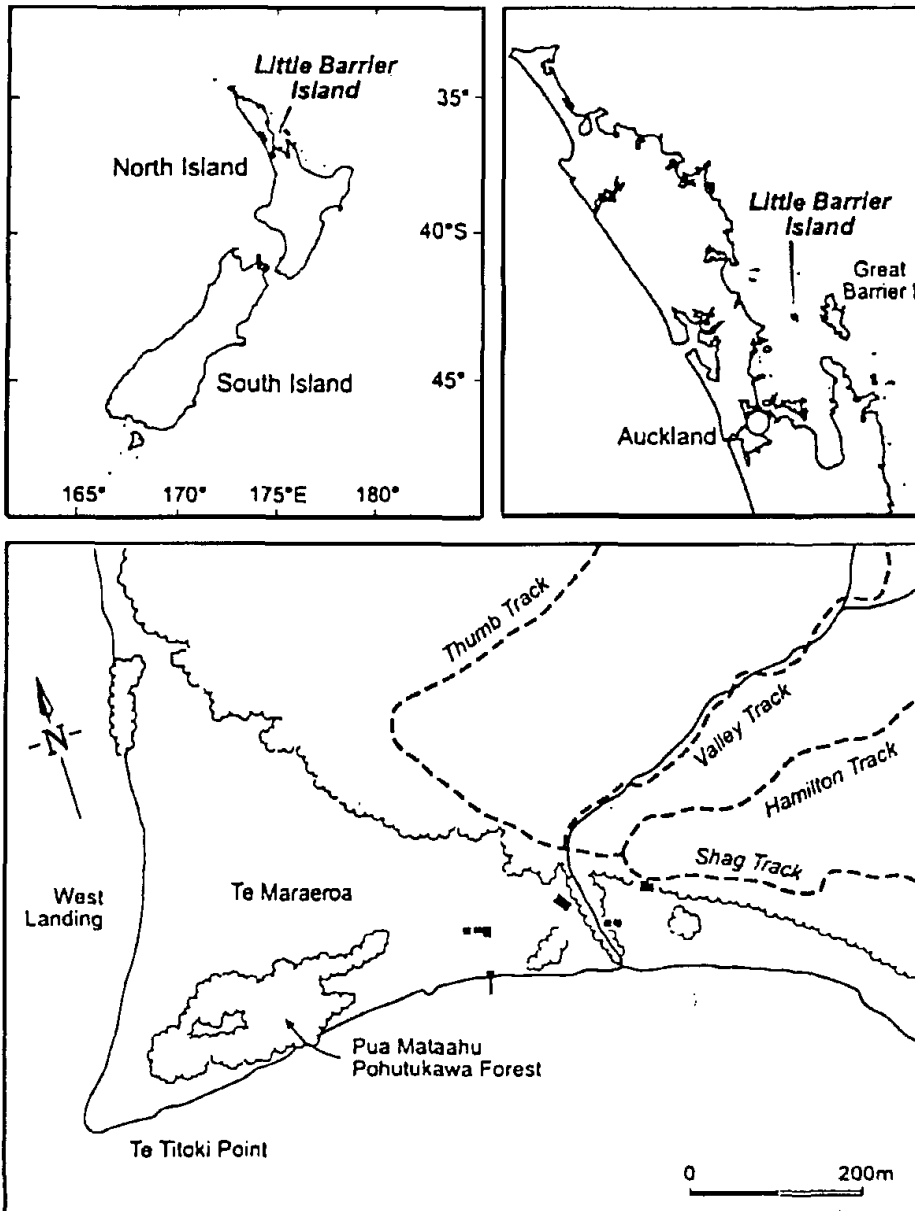 Little Barrier
Island
North Island
South Island
35°
40°S
45°
165°
170°
175°E
180°
Little Barrier
Island
Great
Barrier I
Auckland
Thumb Track
Valley Track
Hamilton Track
Shag Track
N
West
Landing
Te Maraeroa
Pua Mataahu
Pohutukawa Forest
Te Titoki Point
0
200m